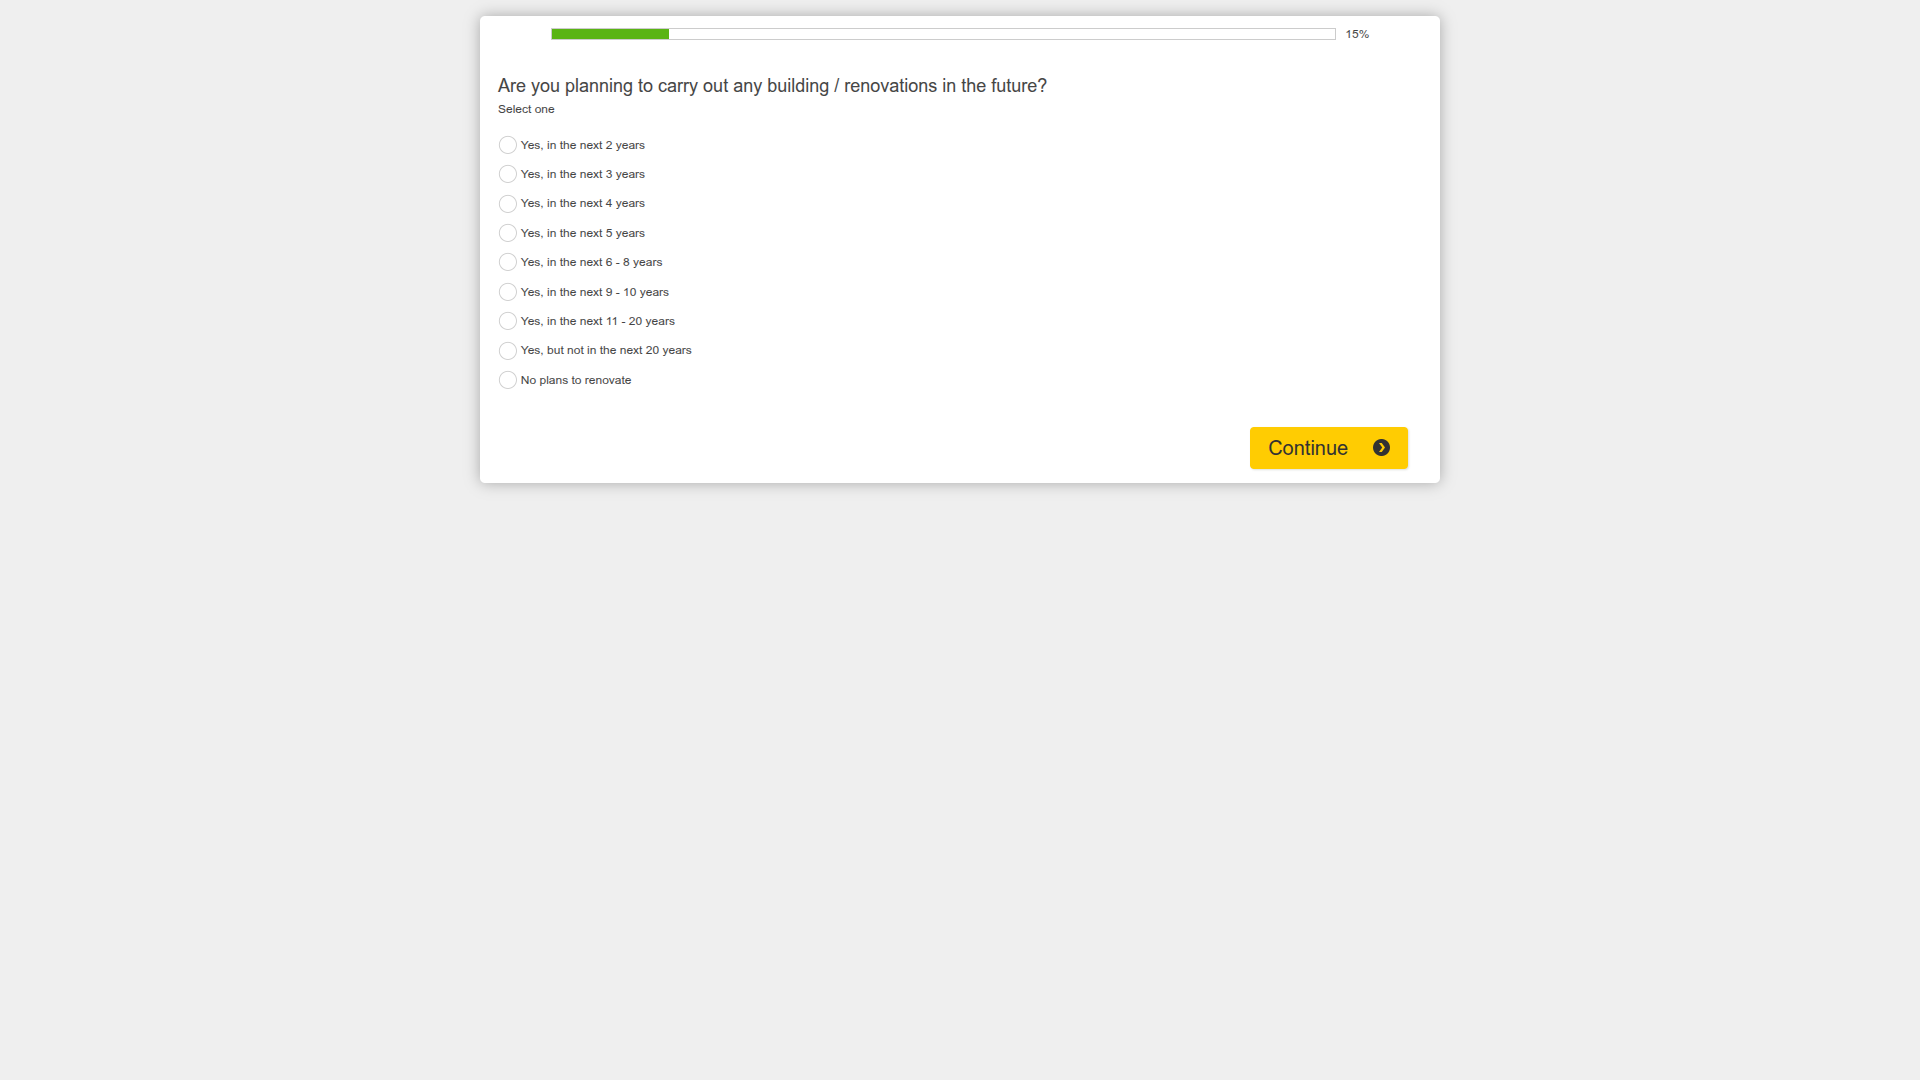 15%
Are you planning to carry out any building / renovations in the future?
Select one
Yes, in the next 2 years
Yes, in the next 3 years
Yes, in the next 4 years
Yes, in the next 5 years
Yes, in the next 6 - 8 years
Yes, in the next 9 - 10 years
Yes, in the next 11 - 20 years
Yes, but not in the next 20 years
No plans to renovate
Continue